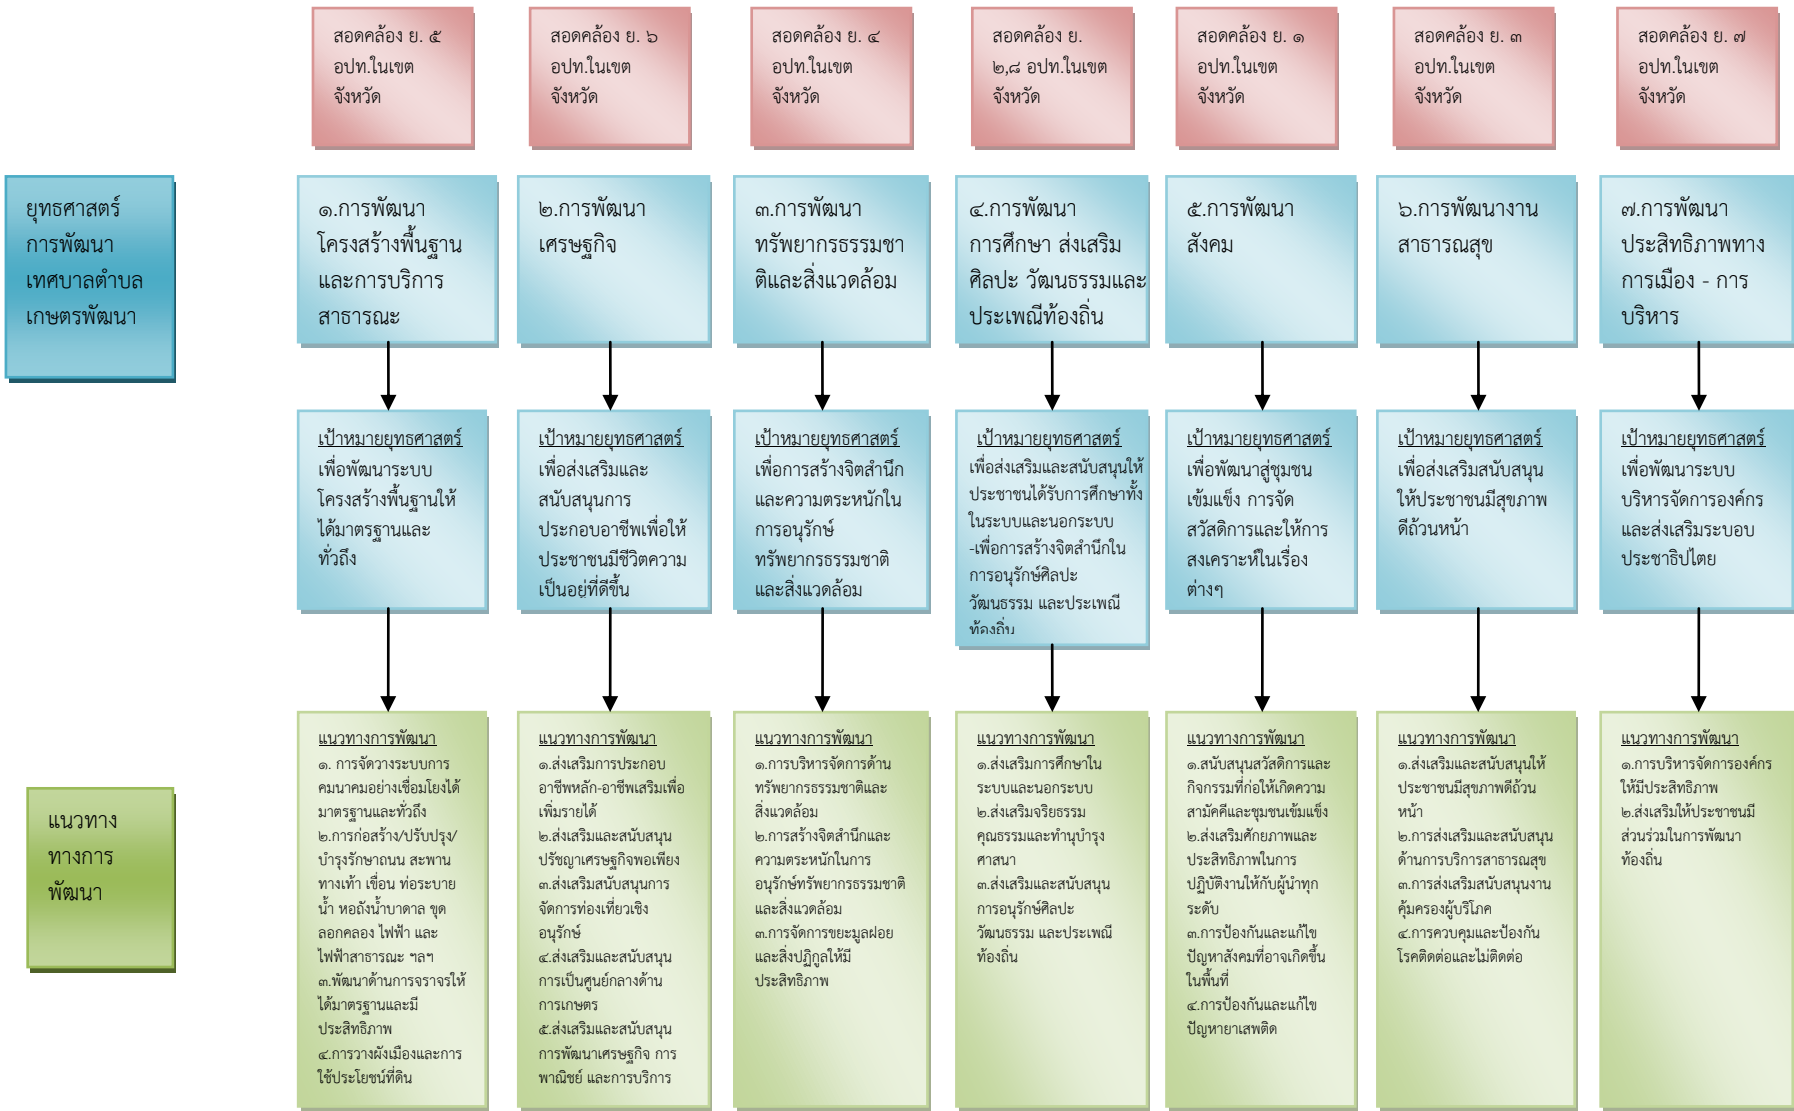 สอดคล้อง ย. ๕
อปท.ในเขต
จังหวัด
สอดคล้อง ย. ๖
อปท.ในเขต
จังหวัด
สอดคล้อง ย. ๔
อปท.ในเขต
จังหวัด
สอดคล้อง ย.
๒,๘ อปท.ในเขต
จังหวัด
สอดคล้อง ย. ๑
อปท.ในเขต
จังหวัด
สอดคล้อง ย. ๓
อปท.ในเขต
จังหวัด
สอดคล้อง ย. ๗
อปท.ในเขต
จังหวัด
ยุทธศาสตร์
การพัฒนา
เทศบาลตำบล
เกษตรพัฒนา
๑.การพัฒนา
โครงสร้างพื้นฐาน
และการบริการ
สาธารณะ
๒.การพัฒนา
เศรษฐกิจ
๓.การพัฒนา
ทรัพยากรธรรมชา
ติและสิ่งแวดล้อม
๔.การพัฒนา
การศึกษา ส่งเสริม
ศิลปะ วัฒนธรรมและ
ประเพณีท้องถิ่น
๕.การพัฒนา
สังคม
๖.การพัฒนางาน
สาธารณสุข
๗.การพัฒนา
ประสิทธิภาพทาง
การเมือง - การ
บริหาร
เป้าหมายยุทธศาสตร์
เพื่อพัฒนาระบบ
โครงสร้างพื้นฐานให้
ได้มาตรฐานและ
ทั่วถึง
เป้าหมายยุทธศาสตร์
เพื่อส่งเสริมและ
สนับสนุนการ
ประกอบอาชีพเพื่อให้
ประชาชนมีชีวิตความ
เป็นอยู่ที่ดีขึ้น
เป้าหมายยุทธศาสตร์
เพื่อการสร้างจิตสำนึก
และความตระหนักใน
การอนุรักษ์
ทรัพยากรธรรมชาติ
และสิ่งแวดล้อม
เป้าหมายยุทธศาสตร์
เพื่อส่งเสริมและสนับสนุนให้
ประชาชนได้รับการศึกษาทั้ง
ในระบบและนอกระบบ
-เพื่อการสร้างจิตสำนึกใน
การอนุรักษ์ศิลปะ
วัฒนธรรม และประเพณี
ท้องถิ่น
เป้าหมายยุทธศาสตร์
เพื่อพัฒนาสู่ชุมชน
เข้มแข็ง การจัด
สวัสดิการและให้การ
สงเคราะห์ในเรื่อง
ต่างๆ
เป้าหมายยุทธศาสตร์
เพื่อส่งเสริมสนับสนุน
ให้ประชาชนมีสุขภาพ
ดีถ้วนหน้า
เป้าหมายยุทธศาสตร์
เพื่อพัฒนาระบบ
บริหารจัดการองค์กร
และส่งเสริมระบอบ
ประชาธิปไตย
แนวทาง
ทางการ
พัฒนา
แนวทางการพัฒนา
๑. การจัดวางระบบการ
คมนาคมอย่างเชื่อมโยงได้
มาตรฐานและทั่วถึง
๒.การก่อสร้าง/ปรับปรุง/
บำรุงรักษาถนน สะพาน
ทางเท้า เขื่อน ท่อระบาย
น้ำ หอถังน้ำบาดาล ขุด
ลอกคลอง ไฟฟ้า และ
ไฟฟ้าสาธารณะ ฯลฯ
๓.พัฒนาด้านการจราจรให้
ได้มาตรฐานและมี
ประสิทธิภาพ
๔.การวางผังเมืองและการ
ใช้ประโยชน์ที่ดิน
แนวทางการพัฒนา
๑.ส่งเสริมการประกอบ
อาชีพหลัก-อาชีพเสริมเพื่อ
เพิ่มรายได้
๒.ส่งเสริมและสนับสนุน
ปรัชญาเศรษฐกิจพอเพียง
๓.ส่งเสริมสนับสนุนการ
จัดการท่องเที่ยวเชิง
อนุรักษ์
๔.ส่งเสริมและสนับสนุน
การเป็นศูนย์กลางด้าน
การเกษตร
๕.ส่งเสริมและสนับสนุน
การพัฒนาเศรษฐกิจ การ
พาณิชย์ และการบริการ
แนวทางการพัฒนา
๑.การบริหารจัดการด้าน
ทรัพยากรธรรมชาติและ
สิ่งแวดล้อม
๒.การสร้างจิตสำนึกและ
ความตระหนักในการ
อนุรักษ์ทรัพยากรธรรมชาติ
และสิ่งแวดล้อม
๓.การจัดการขยะมูลฝอย
และสิ่งปฏิกูลให้มี
ประสิทธิภาพ
แนวทางการพัฒนา
๑.ส่งเสริมการศึกษาใน
ระบบและนอกระบบ
๒.ส่งเสริมจริยธรรม
คุณธรรมและทำนุบำรุง
ศาสนา
๓.ส่งเสริมและสนับสนุน
การอนุรักษ์ศิลปะ
วัฒนธรรม และประเพณี
ท้องถิ่น
แนวทางการพัฒนา
๑.สนับสนุนสวัสดิการและ
กิจกรรมที่ก่อให้เกิดความ
สามัคคีและชุมชนเข้มแข็ง
๒.ส่งเสริมศักยภาพและ
ประสิทธิภาพในการ
ปฏิบัติงานให้กับผู้นำทุก
ระดับ
๓.การป้องกันและแก้ไข
ปัญหาสังคมที่อาจเกิดขึ้น
ในพื้นที่
๔.การป้องกันและแก้ไข
ปัญหายาเสพติด
แนวทางการพัฒนา
๑.ส่งเสริมและสนับสนุนให้
ประชาชนมีสุขภาพดีถ้วน
หน้า
๒.การส่งเสริมและสนับสนุน
ด้านการบริการสาธารณสุข
๓.การส่งเสริมสนับสนุนงาน
คุ้มครองผู้บริโภค
๔.การควบคุมและป้องกัน
โรคติดต่อและไม่ติดต่อ
แนวทางการพัฒนา
๑.การบริหารจัดการองค์กร
ให้มีประสิทธิภาพ
๒.ส่งเสริมให้ประชาชนมี
ส่วนร่วมในการพัฒนา
ท้องถิ่น